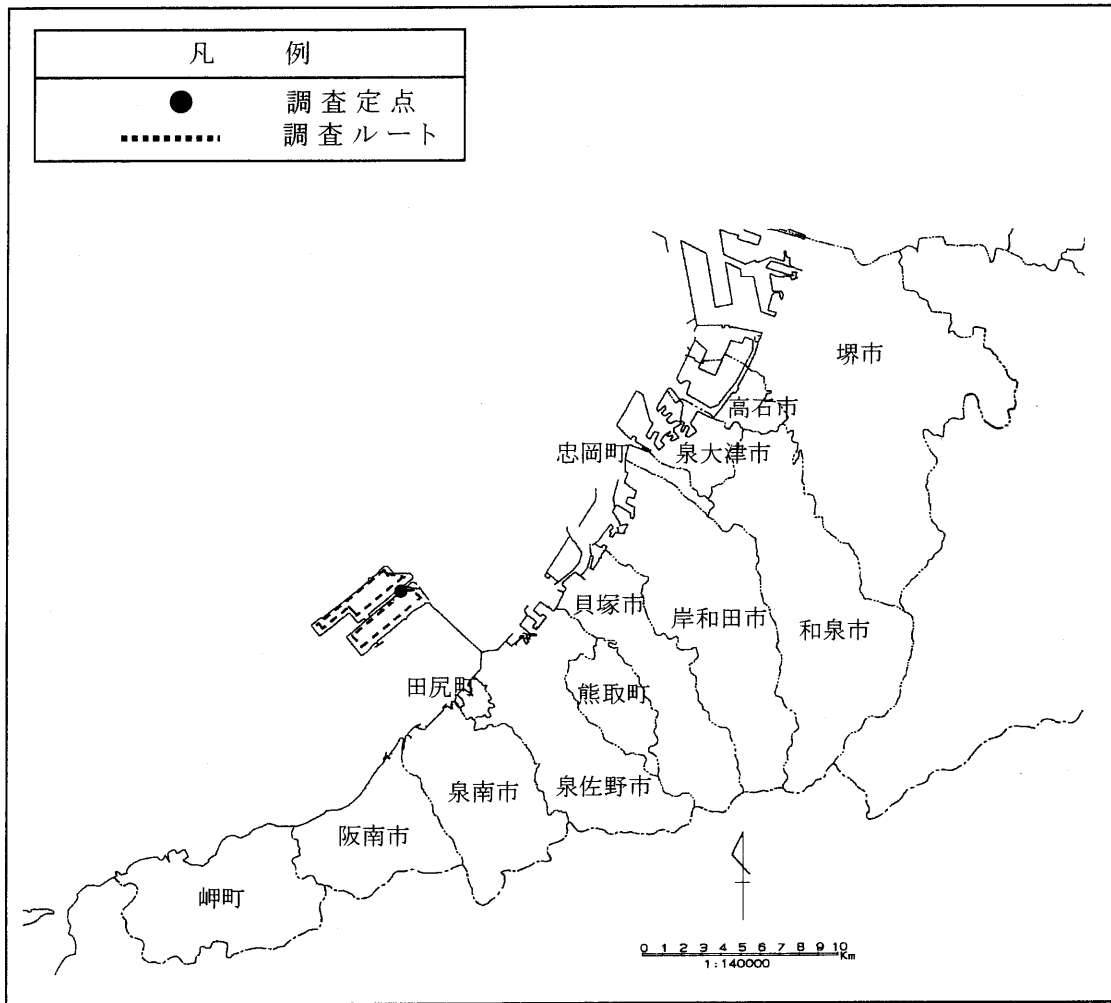 凡 例
調査定点
調査ルート
堺市
高石市
忠岡町
泉大津市
貝塚市
岸和田市
和泉市
田尻町
熊取町
泉南市
泉佐野市
阪南市
岬町
0 1 2 3 4 5 6 7 8 9 10
Km
1:140000